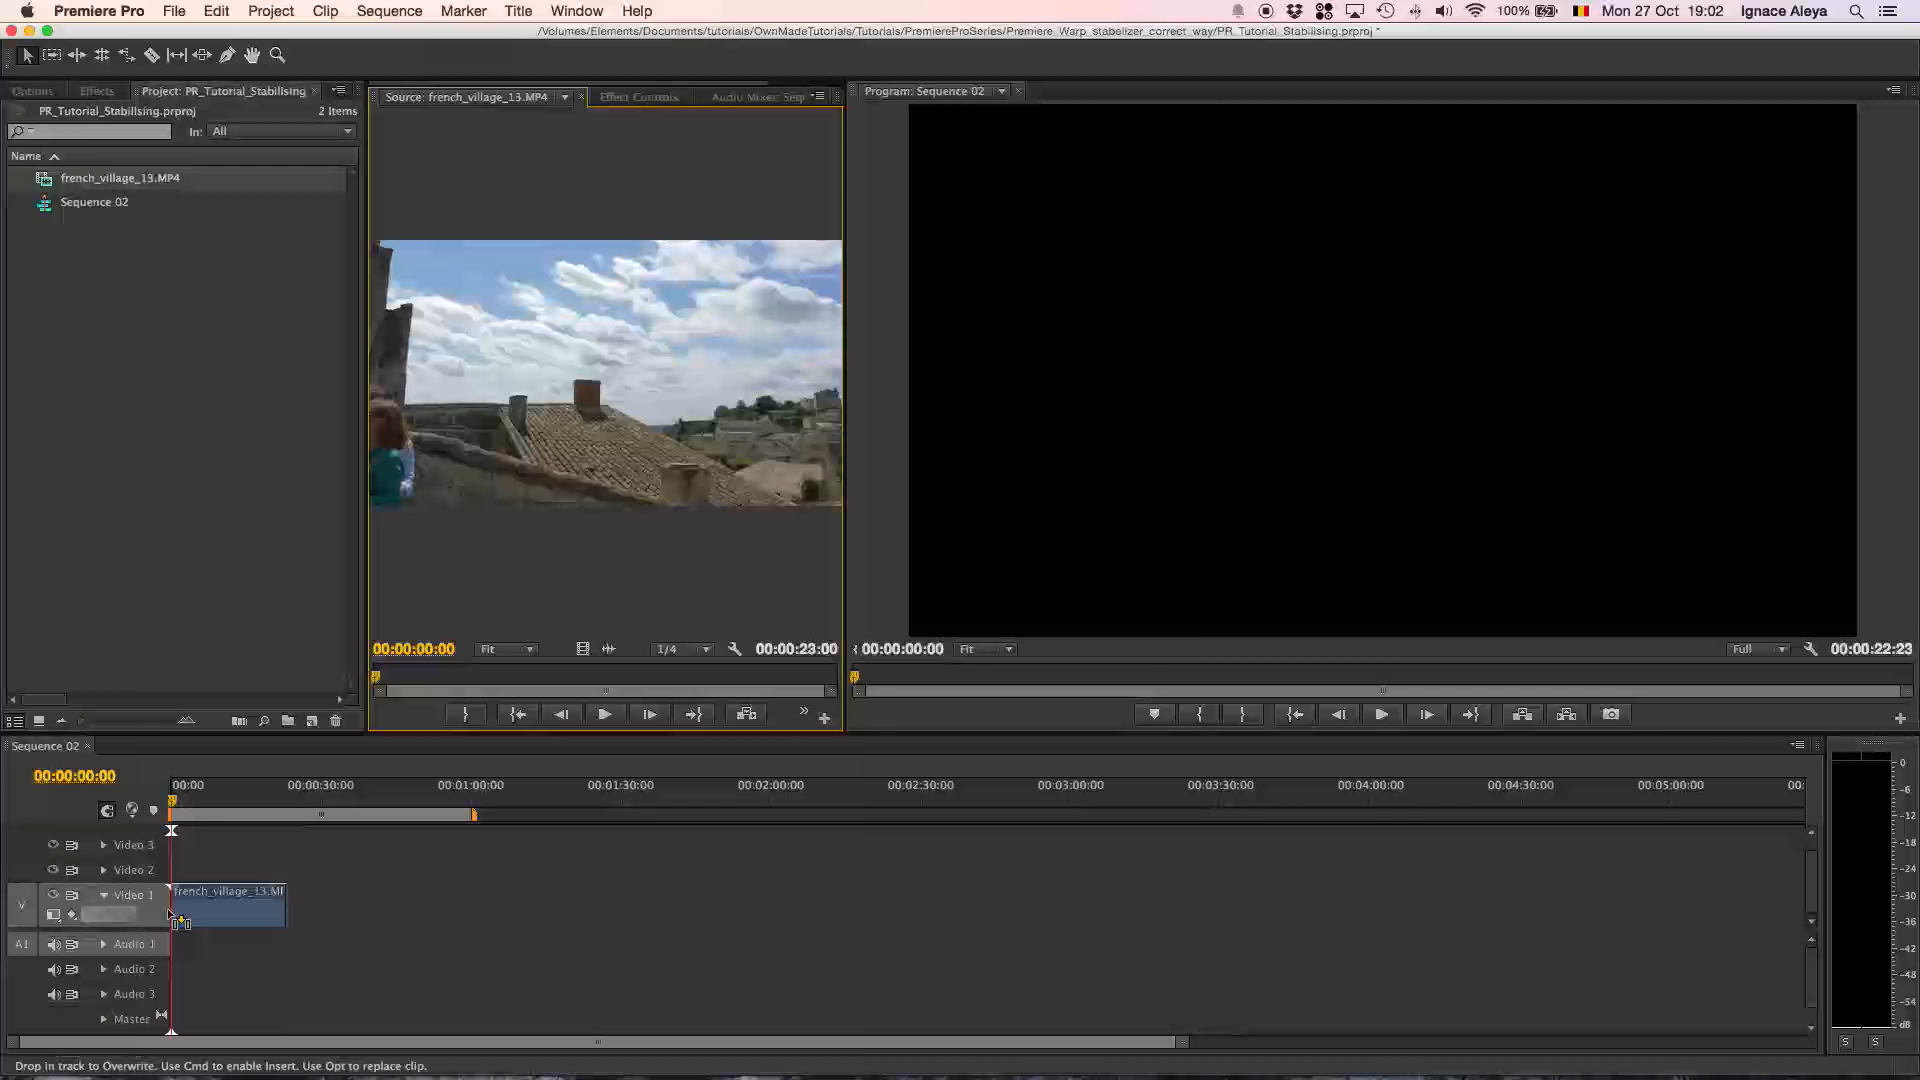 Premiere Pro File Edit Project Clip Sequence Marker Title Window Help 100% Mon 27 Oct 19:02 Ignace Aleya
/Volumes/Elements/Documents/tutorials/OwnMadeTutorials/Tutorials/PremiereProSeries/Premiere_Warp_stabelizer_correct_way/PR_Tutorial_Stabilising.prproj *
Options Effects Project: PR_Tutorial_Stabilising × Source: french_village_13.MP4 × Effect Controls Audio Mixer: Seq Program: Sequence 02 ×
PR_Tutorial_Stabilising.prproj 2 Items
In: All
Name
french_village_13.MP4
Sequence 02
00:00:00:00 Fit 1/4 00:00:23:00 00:00:00:00 Fit Full 00:00:22:23
Sequence 02 ×
00:00:00:00
00:00 00:00:30:00 00:01:00:00 00:01:30:00 00:02:00:00 00:02:30:00 00:03:00:00 00:03:30:00 00:04:00:00 00:04:30:00 00:05:00:00 00:
Video 3
Video 2
V Video 1 french_village_13.MP
A1 Audio 1
Audio 2
Audio 3
Master
0
-6
-12
-18
-24
-30
-36
-42
-48
-54
dB
S S
Drop in track to Overwrite. Use Cmd to enable Insert. Use Opt to replace clip.